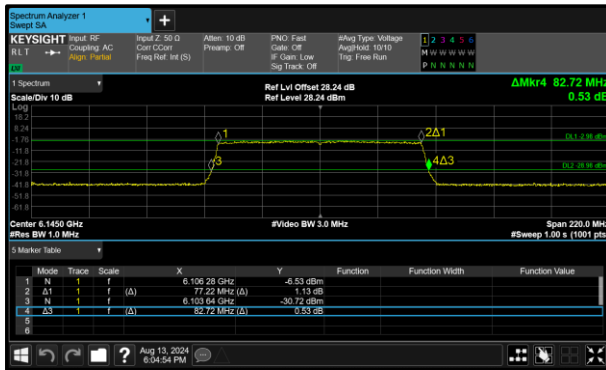 Spectrum Analyzer 1
Swept SA
+
KEYSIGHT Input: RF Input Z: 50 Ω Atten: 10 dB PNO: Fast #Avg Type: Voltage 1 2 3 4 5 6
RLT Coupling: AC Corr CCorr Preamp: Off Gate: Off Avg|Hold: 10/10 M W W W W W
Align: Partial Freq Ref: Int (S) IF Gain: Low Trig: Free Run
Sig Track: Off P N N N N N
1 Spectrum Ref Lvl Offset 28.24 dB ΔMkr4 82.72 MHz
Scale/Div 10 dB Ref Level 28.24 dBm 0.53 dB
Log
18.2
8.24
-1.76
-11.8
-21.8
-31.8
-41.8
-51.8
-61.8
1
2Δ1
DL1 -2.98 dBm
3
4Δ3
DL2 -28.98 dBm
Center 6.1450 GHz #Video BW 3.0 MHz Span 220.0 MHz
#Res BW 1.0 MHz #Sweep 1.00 s (1001 pts)
5 Marker Table
Mode Trace Scale X Y Function Function Width Function Value
1 N 1 f 6.106 28 GHz -6.53 dBm
2 Δ1 1 f (Δ) 77.22 MHz (Δ) 1.13 dB
3 N 1 f 6.103 64 GHz -30.72 dBm
4 Δ3 1 f (Δ) 82.72 MHz (Δ) 0.53 dB
5
6
? Aug 13, 2024
6:04:54 PM